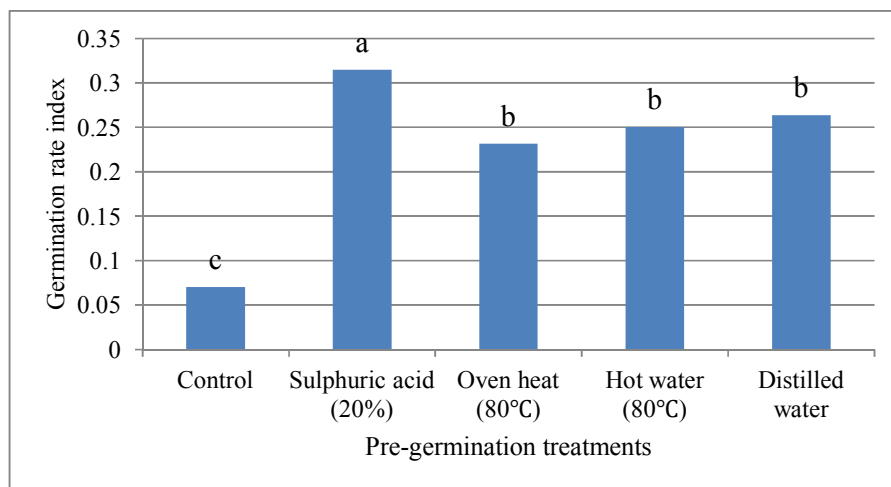 0.35
0.3
0.25
0.2
0.15
0.1
0.05
0
Germination rate index
c
a
b
b
b
Control
Sulphuric acid
(20%)
Oven heat
(80℃)
Hot water
(80℃)
Distilled
water
Pre-germination treatments